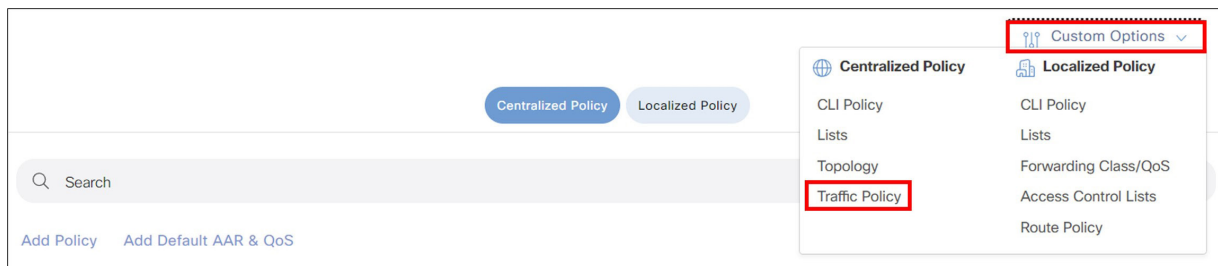 Custom Options
Centralized Policy
Localized Policy
CLI Policy
CLI Policy
Lists
Lists
Topology
Forwarding Class/QoS
Traffic Policy
Access Control Lists
Route Policy
Centralized Policy
Localized Policy
Search
Add Policy
Add Default AAR & QoS